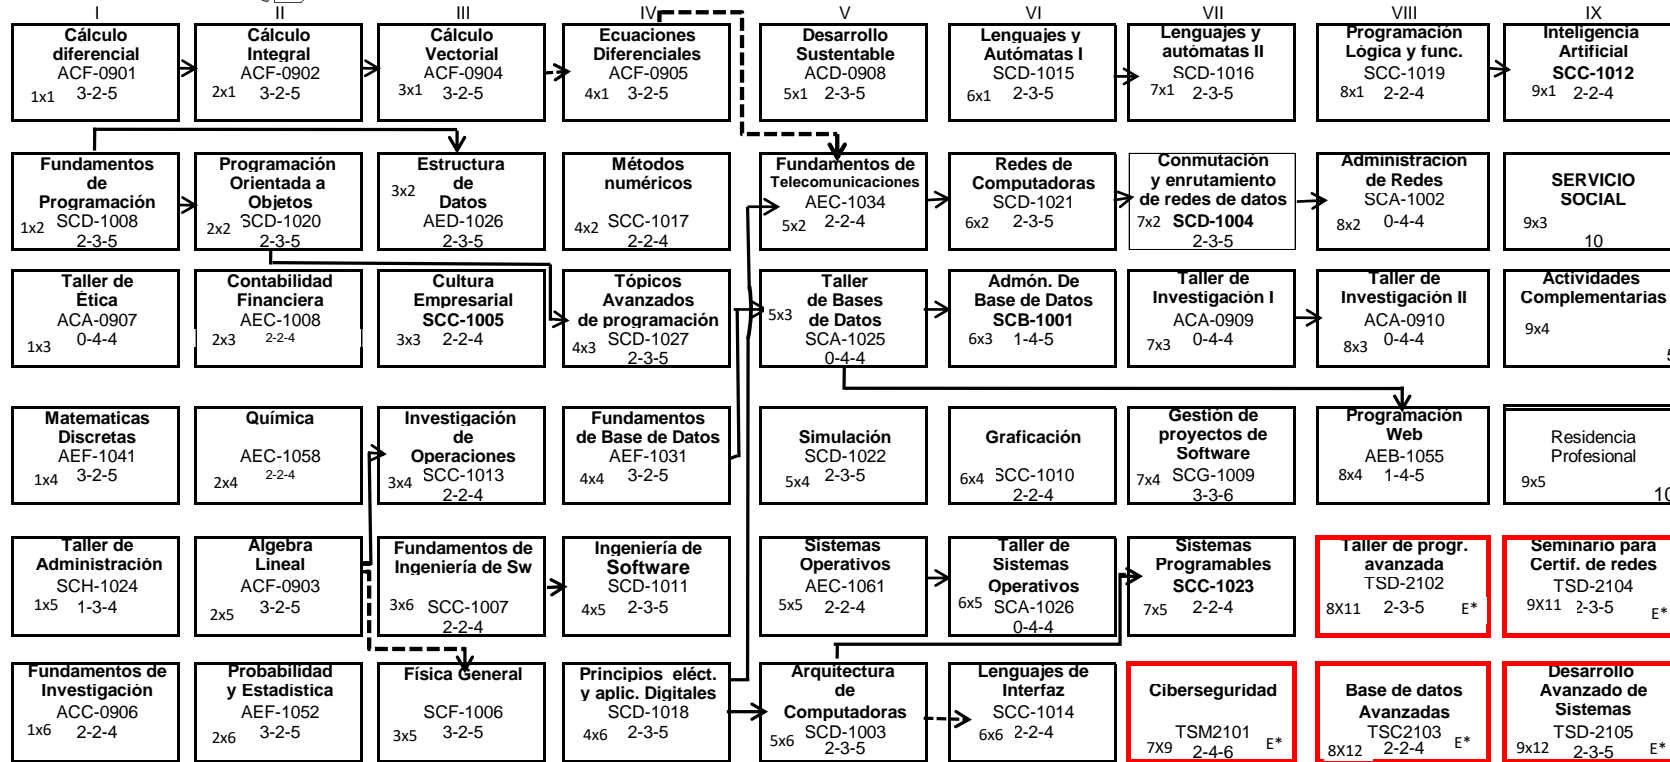 I II III IV V VI VII VIII IX
Cálculo
diferencial
ACF-0901
1x1 3-2-5
Cálculo
Integral
ACF-0902
2x1 3-2-5
Cálculo
Vectorial
ACF-0904
3x1 3-2-5
Ecuaciones
Diferenciales
ACF-0905
4x1 3-2-5
Desarrollo
Sustentable
ACD-0908
5x1 2-3-5
Lenguajes y
Autómatas I
SCD-1015
6x1 2-3-5
Lenguajes y
autómatas II
SCD-1016
7x1 2-3-5
Programación
Lógica y func.
SCC-1019
8x1 2-2-4
Inteligencia
Artificial
SCC-1012
9x1 2-2-4
Fundamentos
de
Programación
1x2 SCD-1008
2-3-5
Programación
Orientada a
Objetos
2x2 SCD-1020
2-3-5
Estructura
3x2 de
Datos
AED-1026
2-3-5
Métodos
numéricos
4x2 SCC-1017
2-2-4
Fundamentos de
Telecomunicaciones
AEC-1034
5x2 2-2-4
Redes de
Computadoras
SCD-1021
6x2 2-3-5
Conmutación
y enrutamiento
de redes de datos
7x2 SCD-1004
2-3-5
Administración
de Redes
SCA-1002
8x2 0-4-4
SERVICIO
SOCIAL
9x3
10
Taller de
Ética
ACA-0907
1x3 0-4-4
Contabilidad
Financiera
AEC-1008
2x3 2-2-4
Cultura
Empresarial
SCC-1005
3x3 2-2-4
Tópicos
Avanzados
de programación
4x3 SCD-1027
2-3-5
Taller
5x3 de Bases
de Datos
SCA-1025
0-4-4
Admón. De
Base de Datos
SCB-1001
6x3 1-4-5
Taller de
Investigación I
ACA-0909
7x3 0-4-4
Taller de
Investigación II
ACA-0910
8x3 0-4-4
Actividades
Complementarias
9x4
5
Matematicas
Discretas
AEF-1041
1x4 3-2-5
Química
AEC-1058
2x4 2-2-4
Investigación
de
Operaciones
3x4 SCC-1013
2-2-4
Fundamentos
de Base de Datos
AEF-1031
4x4 3-2-5
Simulación
SCD-1022
5x4 2-3-5
Graficación
6x4 SCC-1010
2-2-4
Gestión de
proyectos de
Software
7x4 SCG-1009
3-3-6
Programación
Web
AEB-1055
8x4 1-4-5
Residencia
Profesional
9x5
10
Taller de
Administración
SCH-1024
1x5 1-3-4
Algebra
Lineal
ACF-0903
2x5 3-2-5
Fundamentos de
Ingeniería de Sw
3x6 SCC-1007
2-2-4
Ingeniería de
Software
SCD-1011
4x5 2-3-5
Sistemas
Operativos
AEC-1061
5x5 2-2-4
Taller de
Sistemas
Operativos
6x5 SCA-1026
0-4-4
Sistemas
Programables
SCC-1023
7x5 2-2-4
Taller de progr.
avanzada
TSD-2102
8X11 2-3-5 E*
Seminario para
Certif. de redes
TSD-2104
9X11 2-3-5 E*
Fundamentos de
Investigación
ACC-0906
1x6 2-2-4
Probabilidad
y Estadística
AEF-1052
2x6 3-2-5
Física General
SCF-1006
3x5 3-2-5
Principios eléct.
y aplic. Digitales
SCD-1018
4x6 2-3-5
Arquitectura
de
Computadoras
5x6 SCD-1003
2-3-5
Lenguajes de
Interfaz
SCC-1014
6x6 2-2-4
Ciberseguridad
TSM2101
7X9 2-4-6 E*
Base de datos
Avanzadas
TSC2103
8X12 2-2-4 E*
Desarrollo
Avanzado de
Sistemas
TSD-2105
9x12 2-3-5 E*